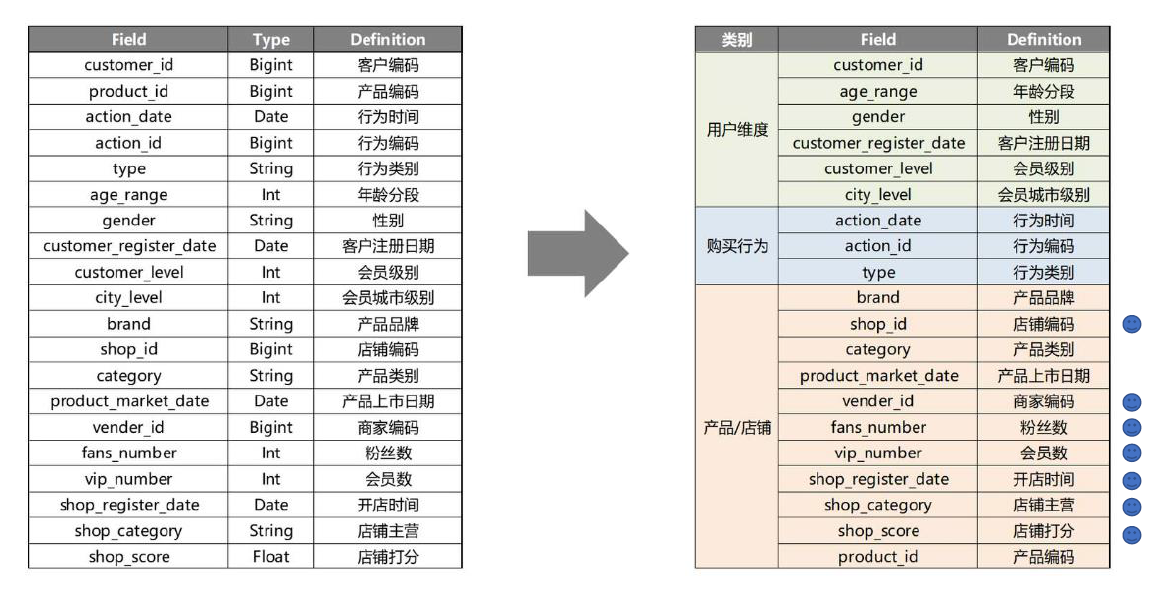 Field Type Definition
customer_id Bigint 客户编码
product_id Bigint 产品编码
action_date Date 行为时间
action_id Bigint 行为编码
type String 行为类别
age_range Int 年龄分段
gender String 性别
customer_register_date Date 客户注册日期
customer_level Int 会员级别
city_level Int 会员城市级别
brand String 产品品牌
shop_id Bigint 店铺编码
category String 产品类别
product_market_date Date 产品上市日期
vender_id Bigint 商家编码
fans_number Int 粉丝数
vip_number Int 会员数
shop_register_date Date 开店时间
shop_category String 店铺主营
shop_score Float 店铺打分
类别 Field Definition
用户维度
customer_id 客户编码
age_range 年龄分段
gender 性别
customer_register_date 客户注册日期
customer_level 会员级别
city_level 会员城市级别
购买行为
action_date 行为时间
action_id 行为编码
type 行为类别
产品/店铺
brand 产品品牌
shop_id 店铺编码
category 产品类别
product_market_date 产品上市日期
vender_id 商家编码
fans_number 粉丝数
vip_number 会员数
shop_register_date 开店时间
shop_category 店铺主营
shop_score 店铺打分
product_id 产品编码